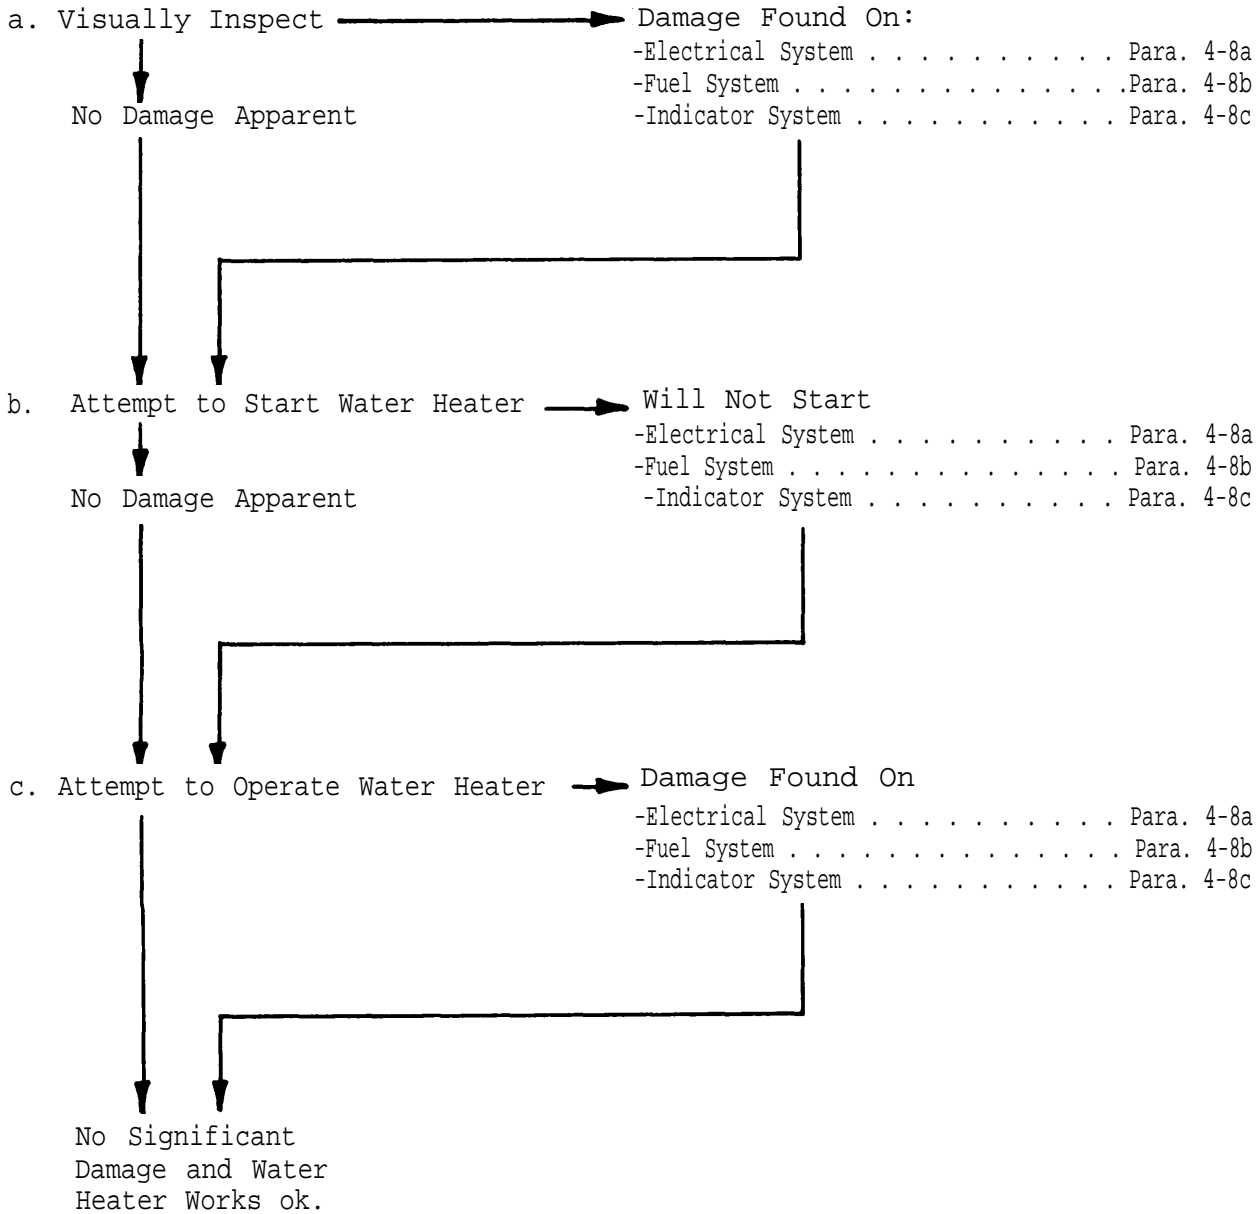 a. Visually Inspect
Damage Found On:
-Electrical System . . . . . . . . . . Para. 4-8a
-Fuel System . . . . . . . . . . . . . . .Para. 4-8b
-Indicator System . . . . . . . . . . . Para. 4-8c
No Damage Apparent
b. Attempt to Start Water Heater
Will Not Start
-Electrical System . . . . . . . . . . Para. 4-8a
-Fuel System . . . . . . . . . . . . . . Para. 4-8b
-Indicator System . . . . . . . . . . Para. 4-8c
No Damage Apparent
c. Attempt to Operate Water Heater
Damage Found On
-Electrical System . . . . . . . . . . Para. 4-8a
-Fuel System . . . . . . . . . . . . . . Para. 4-8b
-Indicator System . . . . . . . . . . . Para. 4-8c
No Significant
Damage and Water
Heater Works ok.